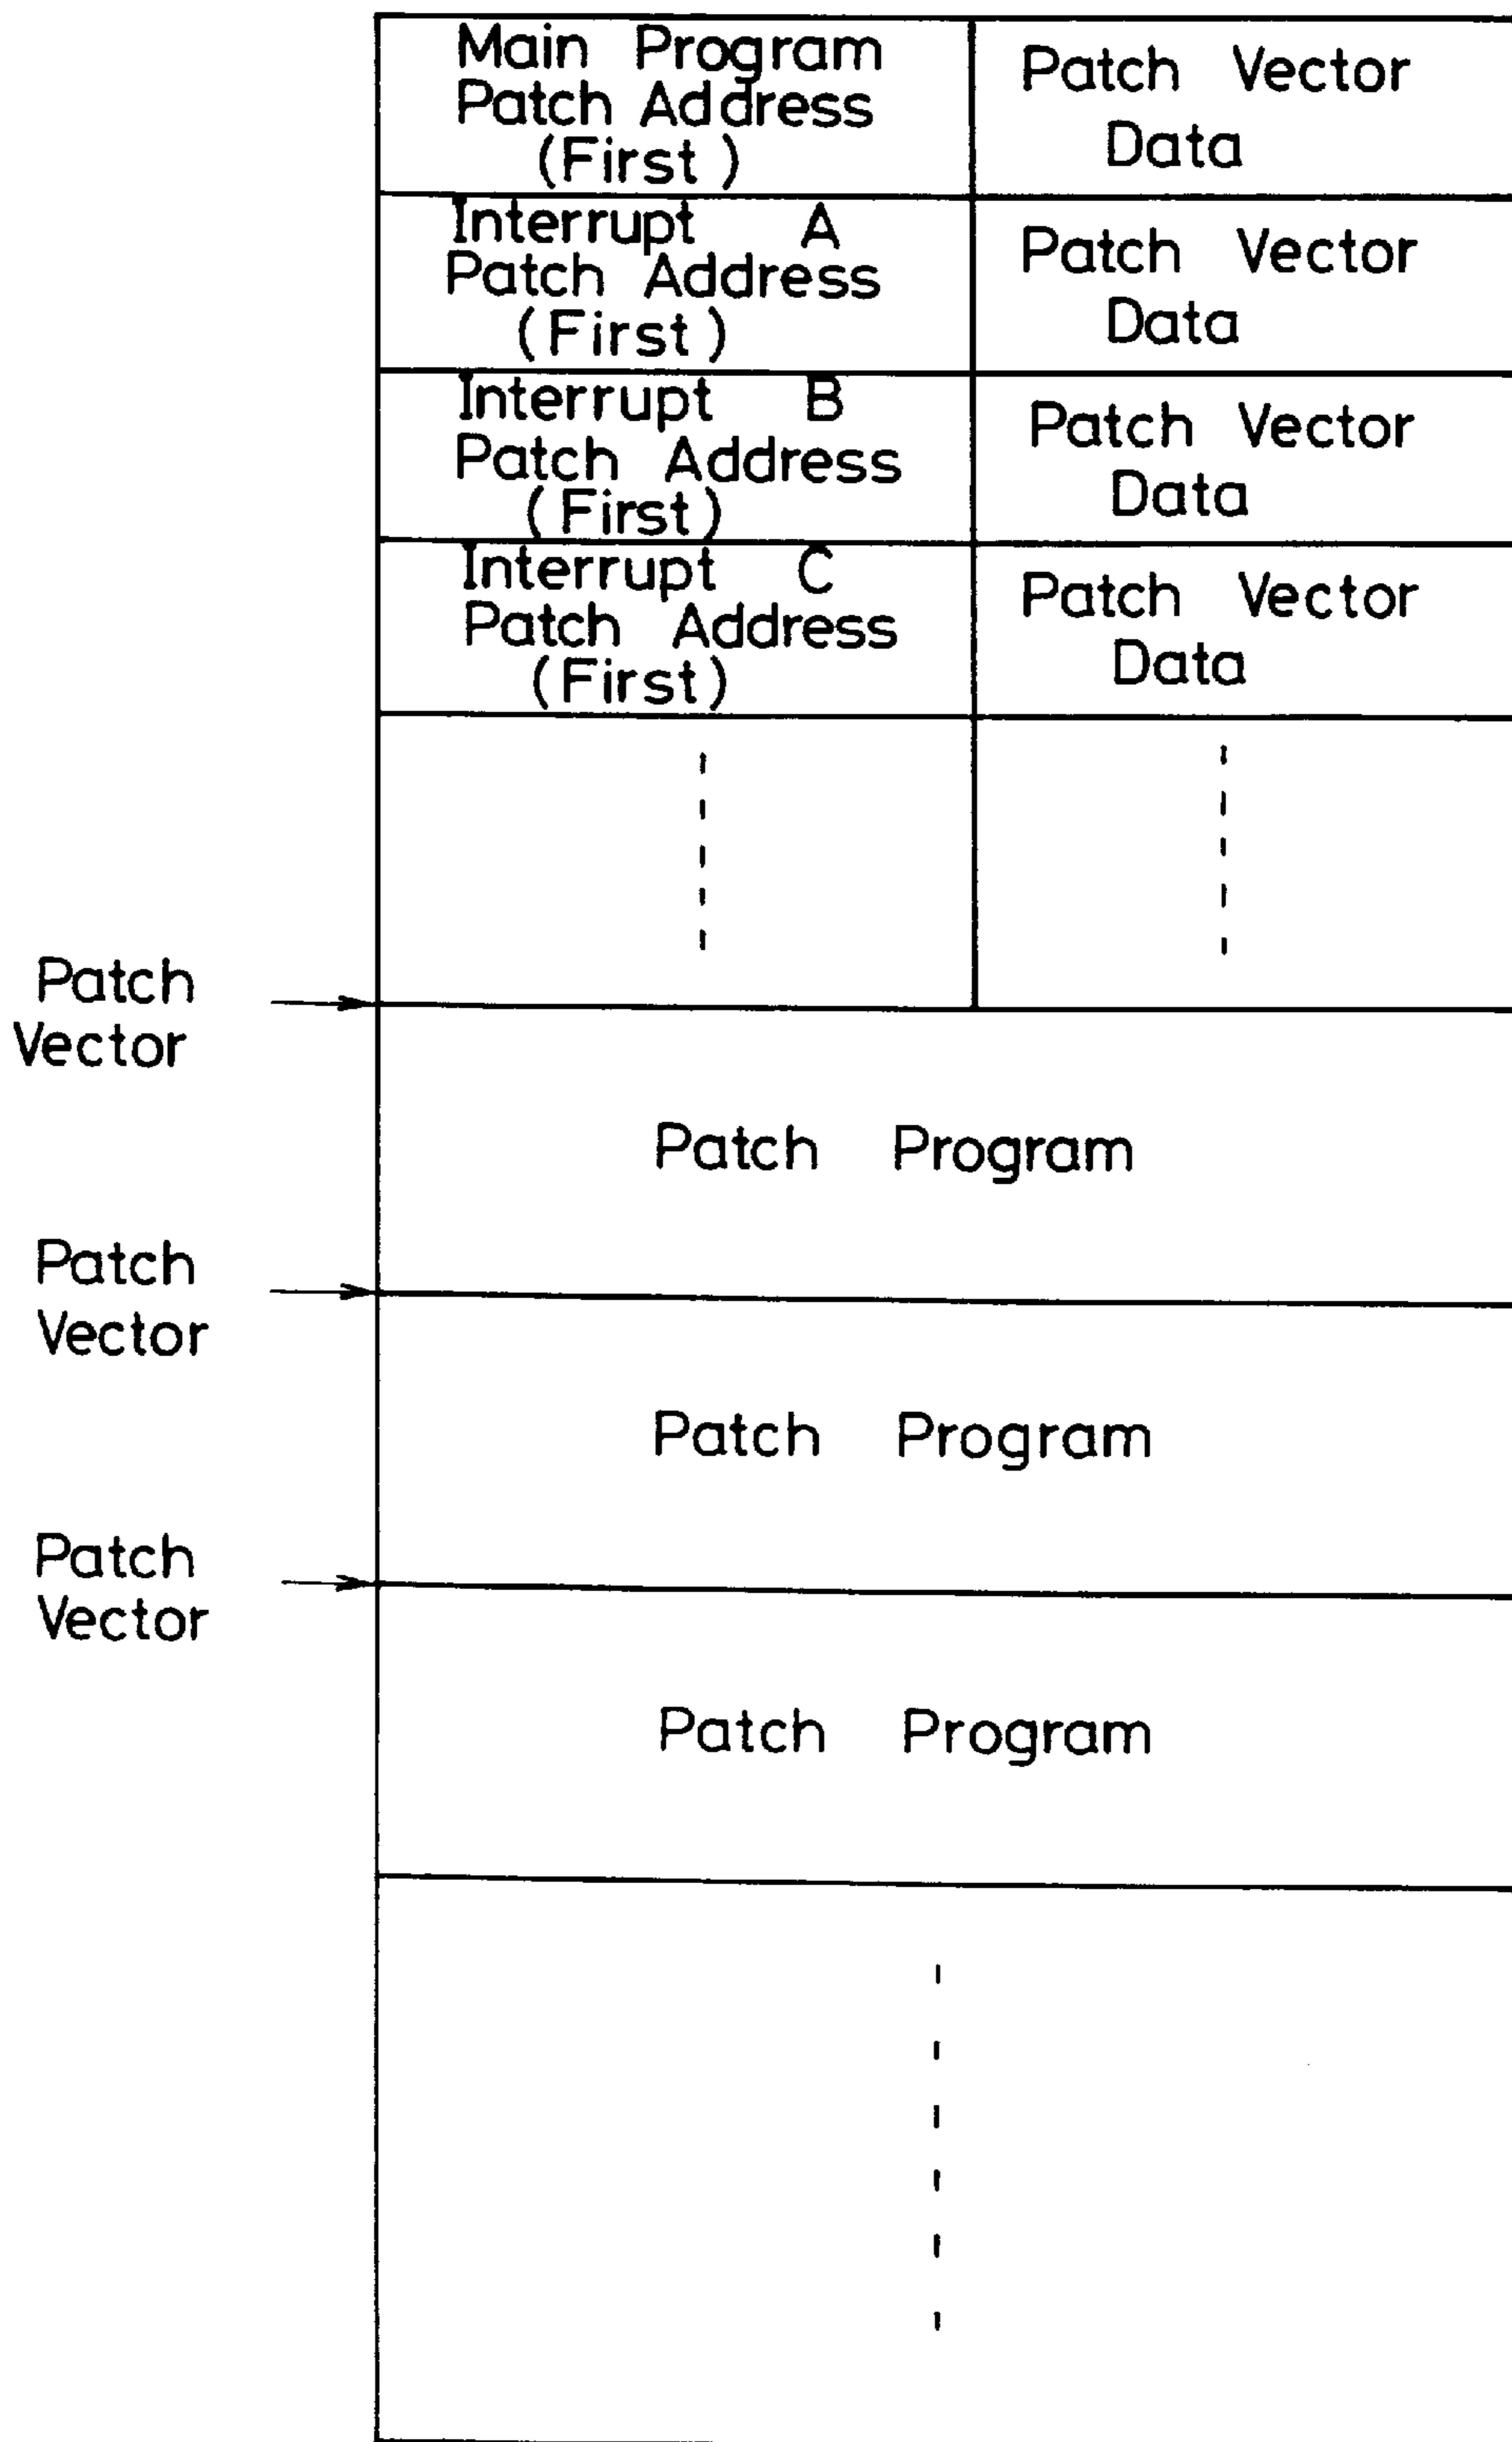 Main Program
Patch Address
(First)
Patch Vector
Data
Interrupt A
Patch Address
(First)
Patch Vector
Data
Interrupt B
Patch Address
(First)
Patch Vector
Data
Interrupt C
Patch Address
(First)
Patch Vector
Data
Patch
Vector
Patch Program
Patch
Vector
Patch Program
Patch
Vector
Patch Program